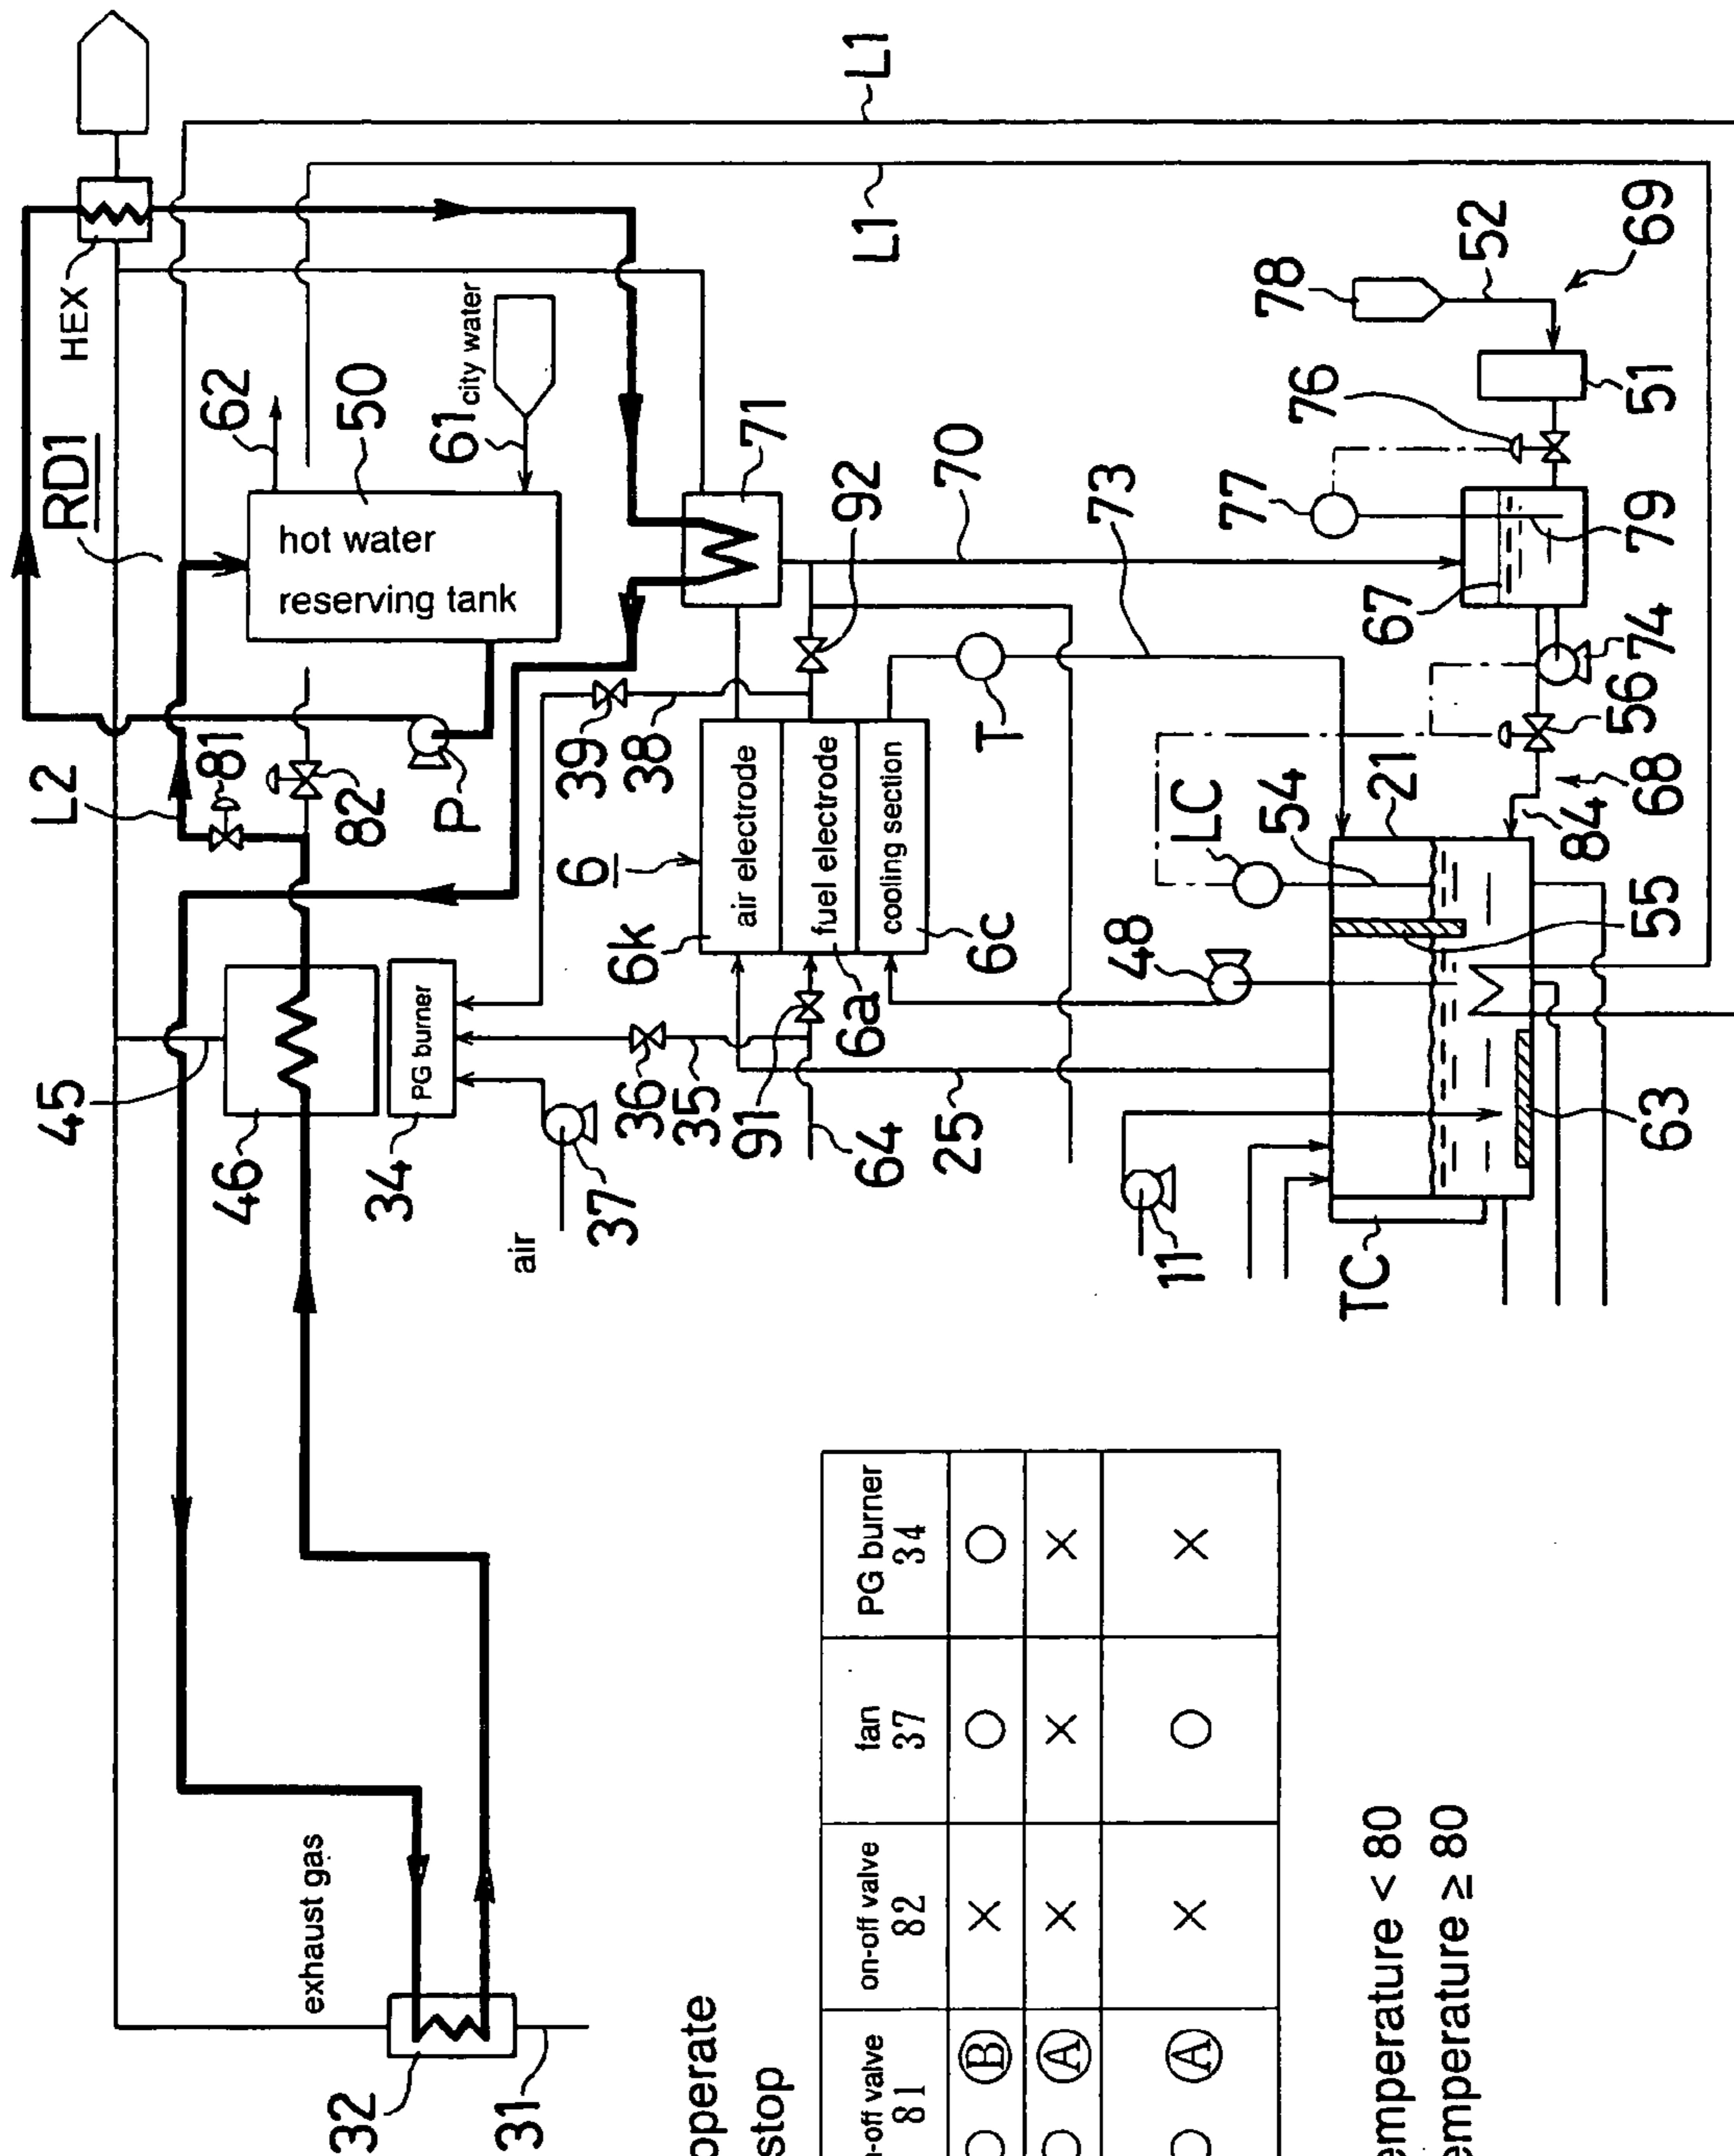 L1
L1
HEX
RD1
62
50
61
city water
hot water
reserving tank
78
52
69
76
51
77
79
67
74
56
71
92
70
73
L2
81
82
P
39
38
6
T
air electrode
fuel electrode
cooling section
6k
6a
6c
LC
54
21
84
68
55
48
45
46
PG burner
34
37
air
36
35
91
64
25
63
11
TC
exhaust gas
32
31
operate
stop
n-off valve
81
on-off valve
82
fan
37
PG burner
34
○ Ⓑ × ○ ○
○ Ⓐ × × ×
○ Ⓐ × ○ ×
emperature < 80
emperature ≥ 80